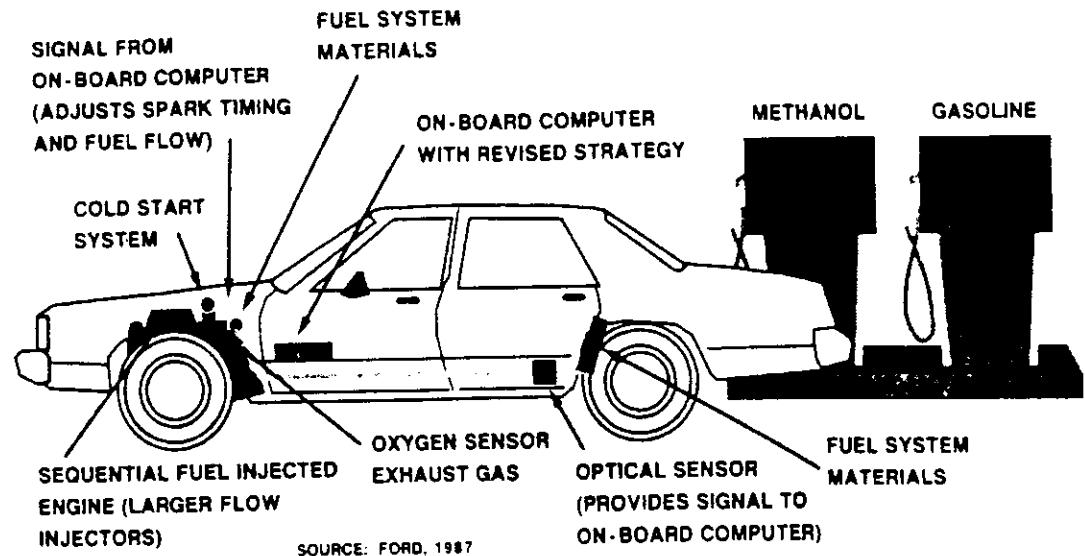 FUEL SYSTEM
MATERIALS
SIGNAL FROM
ON-BOARD COMPUTER
(ADJUSTS SPARK TIMING
AND FUEL FLOW)
ON-BOARD COMPUTER
WITH REVISED STRATEGY
METHANOL
GASOLINE
COLD START
SYSTEM
SEQUENTIAL FUEL INJECTED
ENGINE (LARGER FLOW
INJECTORS)
OXYGEN SENSOR
EXHAUST GAS
OPTICAL SENSOR
(PROVIDES SIGNAL TO
ON-BOARD COMPUTER)
FUEL SYSTEM
MATERIALS
SOURCE: FORD, 1987